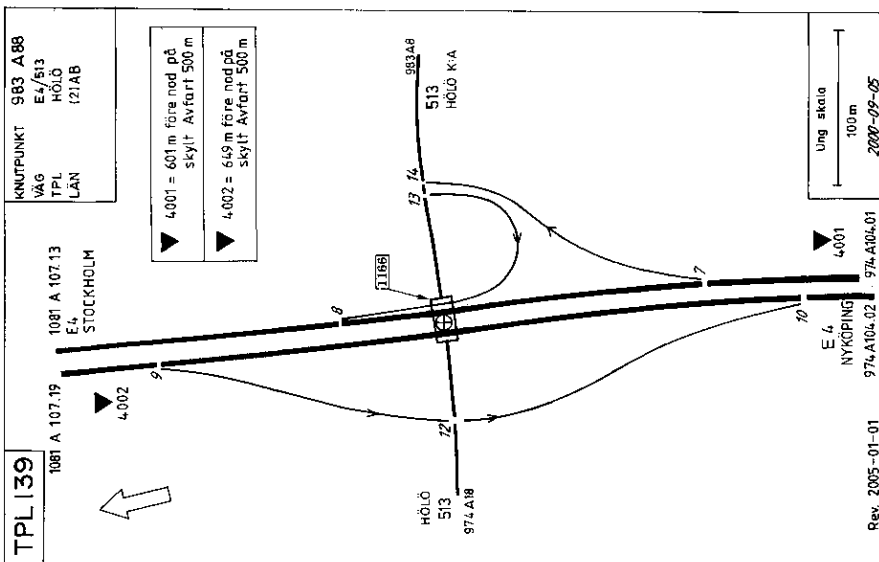 TPL 139
KNUTPUNKT 983 A88
VÄG E4/513
TPL HÖLÖ
LÄN (2)AB
1081 A 107.19
1081 A 107.13
E4
STOCKHOLM
▼ 4001 = 601 m före nod på
skylt Avfart 500 m
▼ 4002 = 649 m före nod på
skylt Avfart 500 m
983A8
513
HÖLÖ K:A
4002
9
8
14
13
1166
12
HÖLÖ
513
974 A18
7
10
4001
E 4
NYKÖPING
974 A104.02
974 A104.01
Ung skala
100m
2000-09-05
Rev. 2005-01-01